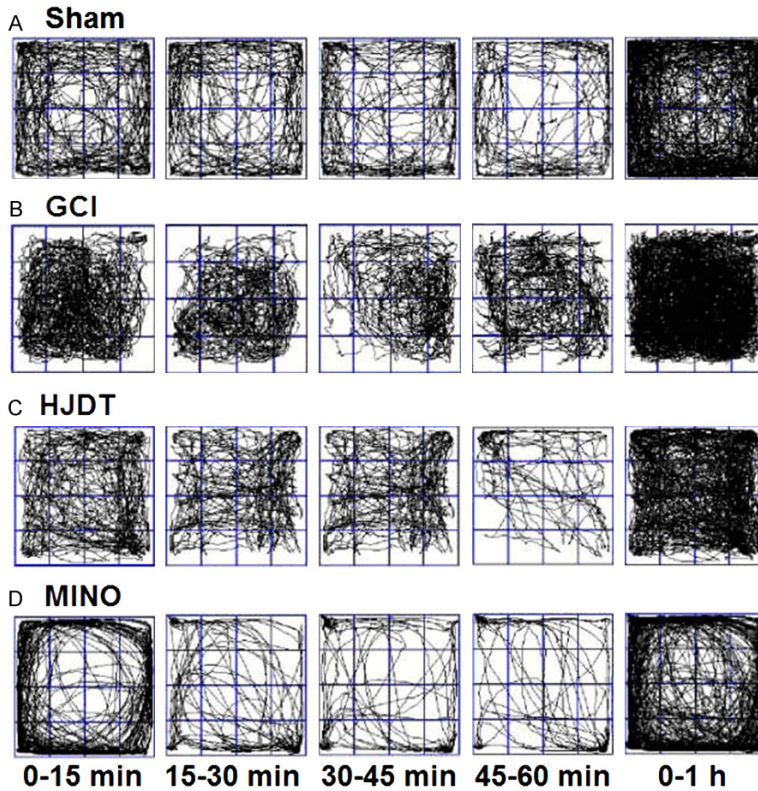 A Sham
B GCI
C HJDT
D MINO
0-15 min 15-30 min 30-45 min 45-60 min 0-1 h